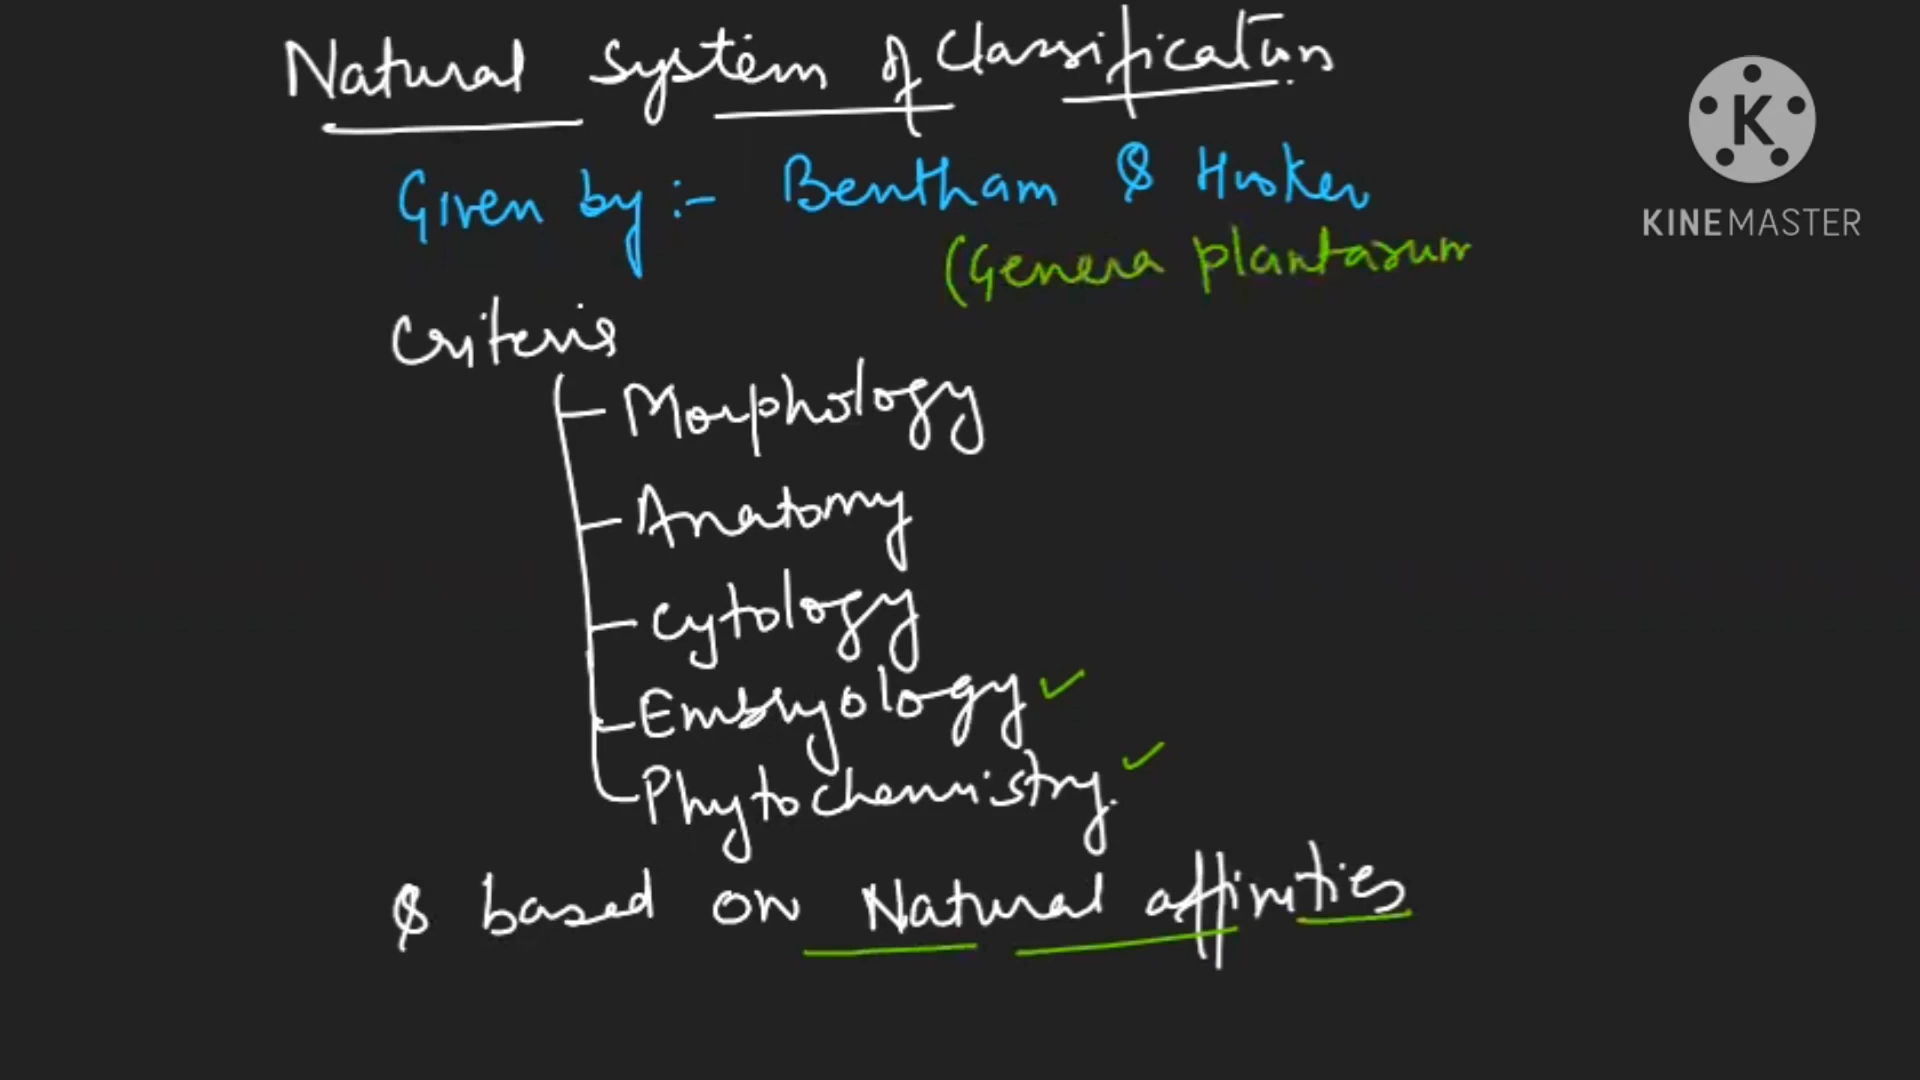 Natural system of Classification
Given by :- Bentham & Hooker
(Genera plantarum
Criteria
Morphology
Anatomy
Cytology
Embryology ✓
Phytochemistry. ✓
& based on Natural affinities
K
KINEMASTER